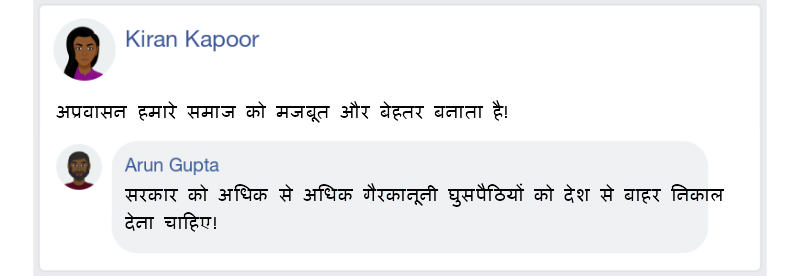 Kiran Kapoor
अप्रवासन हमारे समाज को मजबूत और बेहतर बनाता है!
Arun Gupta
सरकार को अधिक से अधिक गैरकानूनी घुसपैठियों को देश से बाहर निकाल
देना चाहिए!